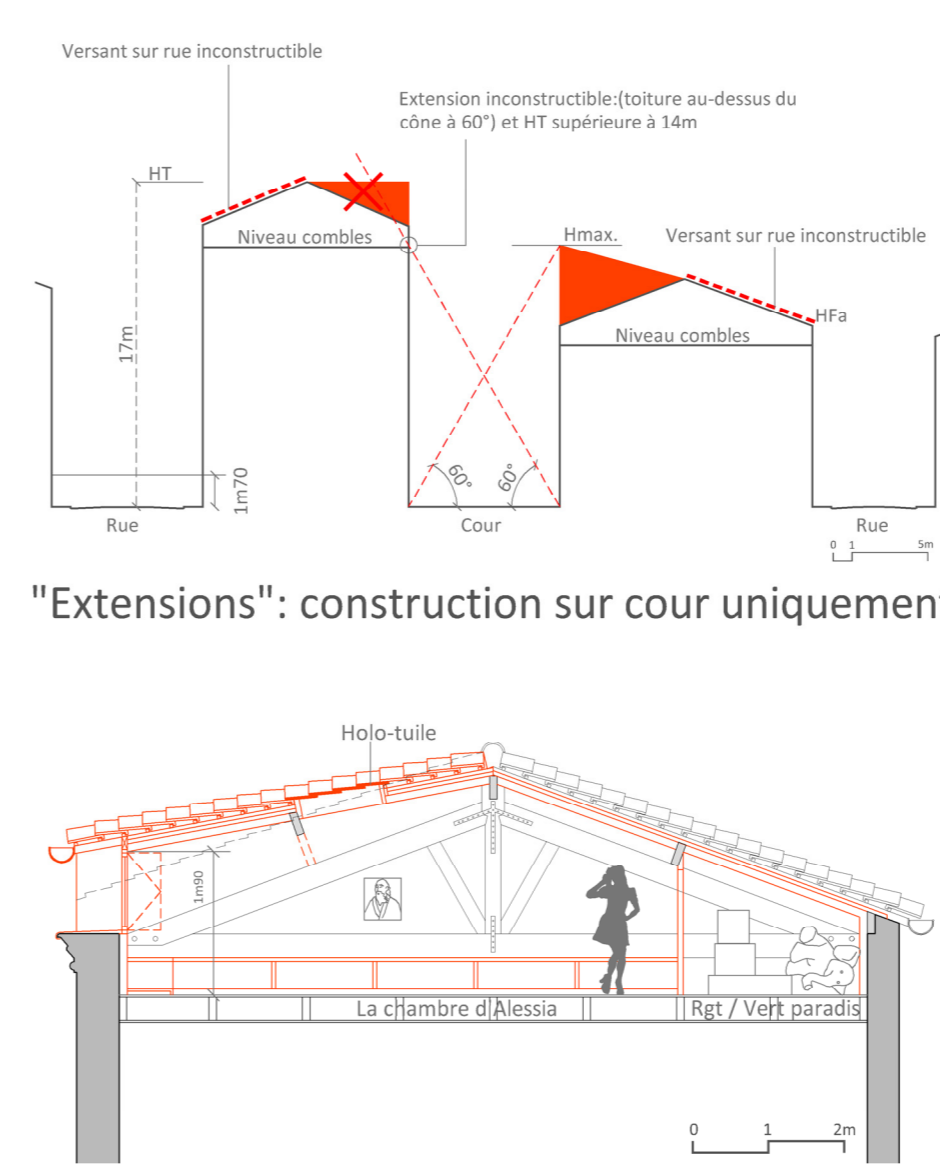 Versant sur rue inconstructible
Extension inconstructible:(toiture au-dessus du
cône à 60°) et HT supérieure à 14m
HT
Niveau combles
Hmax.
Versant sur rue inconstructible
HFa
Niveau combles
17m
1m70
60°
60°
Rue
Cour
Rue
0 1 5m
"Extensions": construction sur cour uniquement
Holo-tuile
1m90
La chambre d'Alessia
Rgt / Vert paradis
0 1 2m